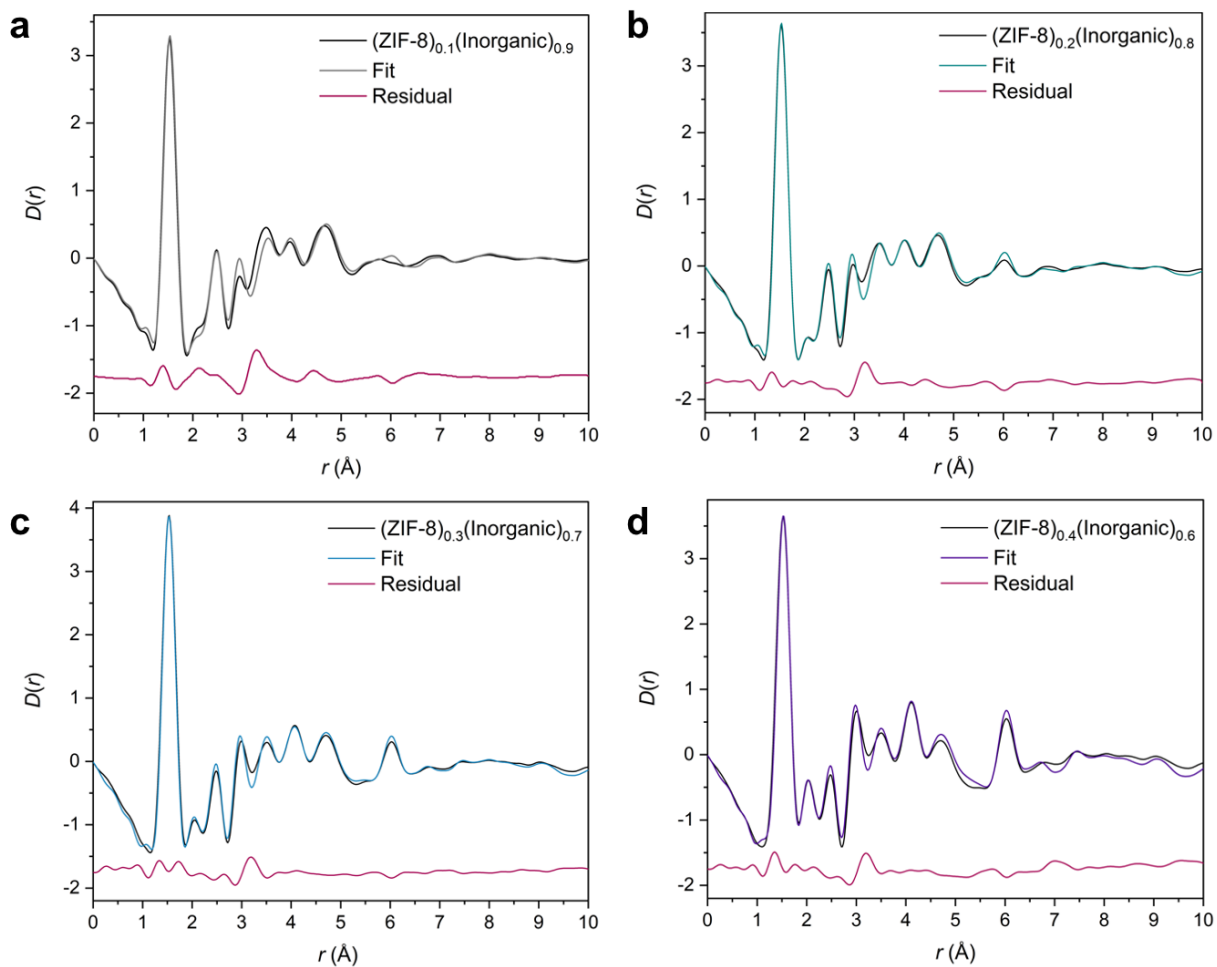 a
(ZIF-8)0.1(Inorganic)0.9
Fit
Residual
D(r)
3
2
1
0
-1
-2
0 1 2 3 4 5 6 7 8 9 10
r (Å)
b
(ZIF-8)0.2(Inorganic)0.8
Fit
Residual
D(r)
3
2
1
0
-1
-2
0 1 2 3 4 5 6 7 8 9 10
r (Å)
c
(ZIF-8)0.3(Inorganic)0.7
Fit
Residual
D(r)
4
3
2
1
0
-1
-2
0 1 2 3 4 5 6 7 8 9 10
r (Å)
d
(ZIF-8)0.4(Inorganic)0.6
Fit
Residual
D(r)
4
3
2
1
0
-1
-2
0 1 2 3 4 5 6 7 8 9 10
r (Å)